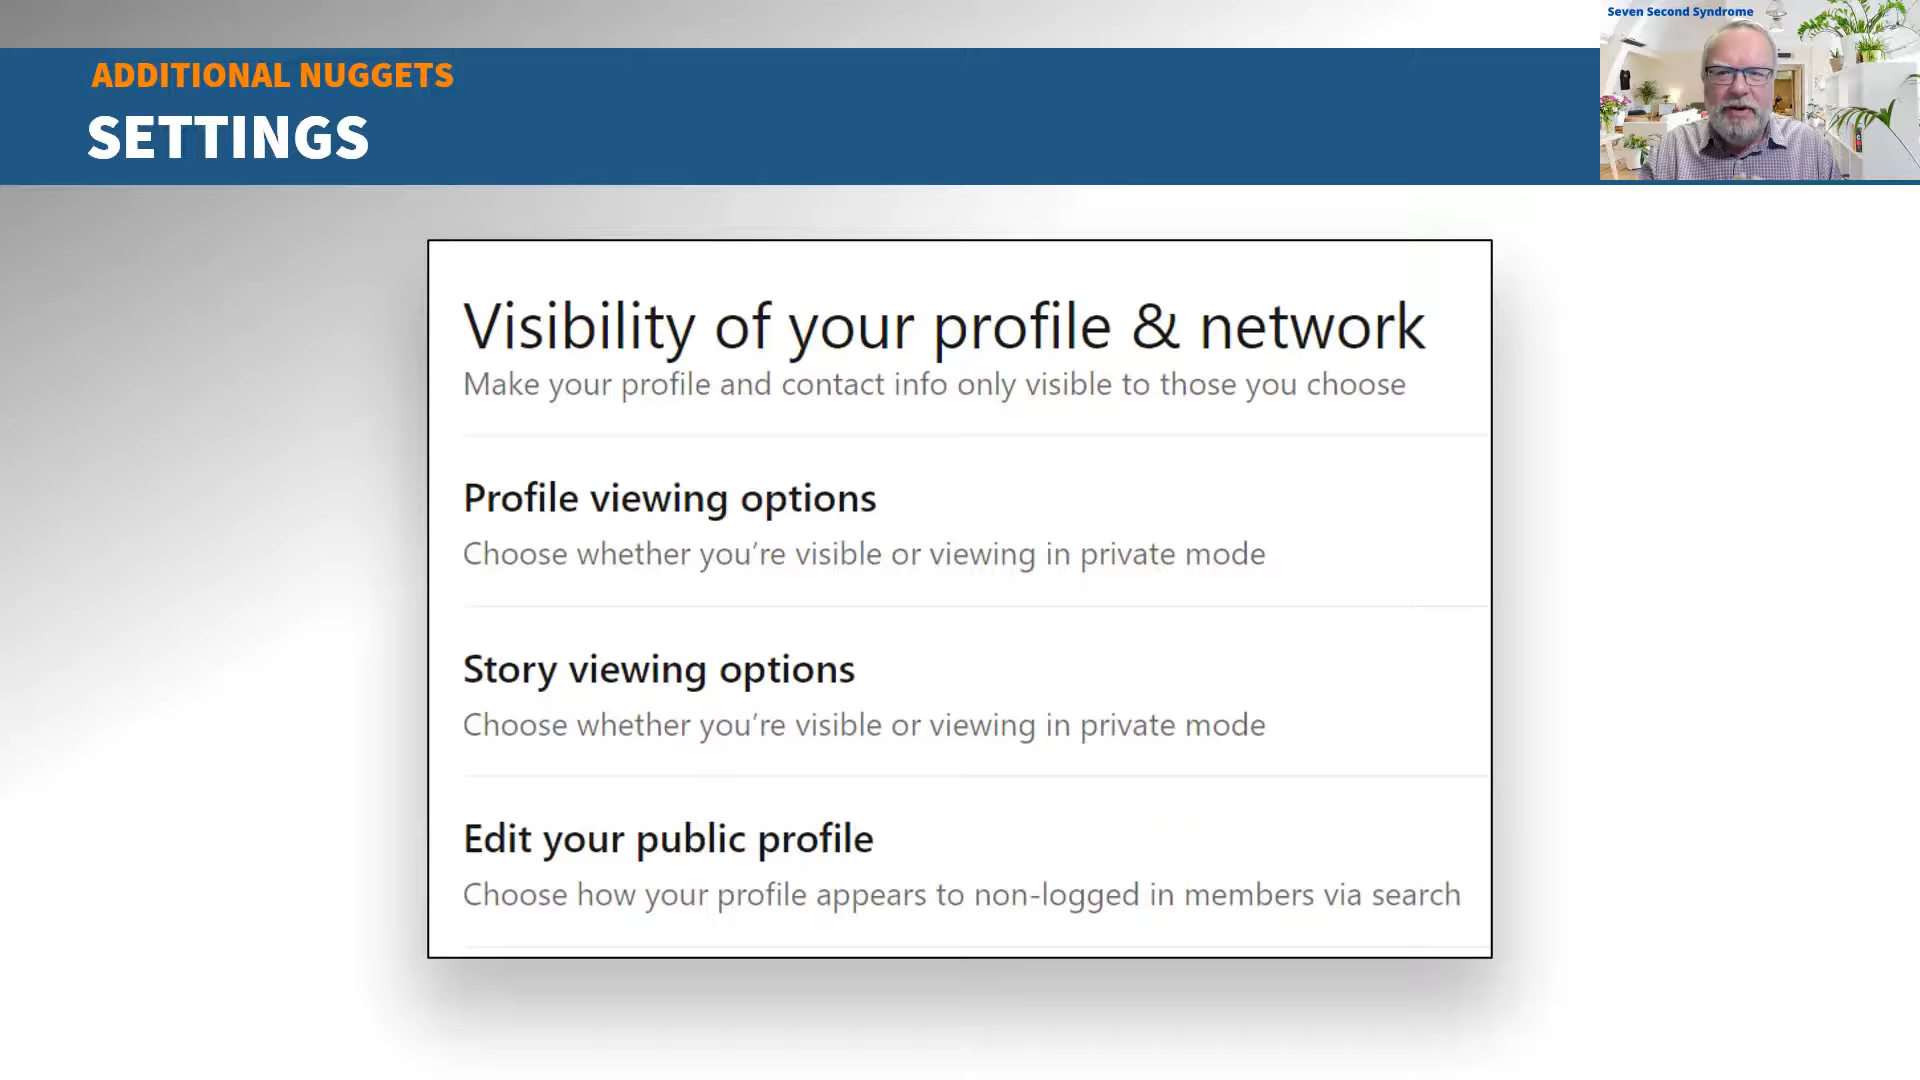 Seven Second Syndrome
ADDITIONAL NUGGETS
SETTINGS
Visibility of your profile & network
Make your profile and contact info only visible to those you choose
Profile viewing options
Choose whether you’re visible or viewing in private mode
Story viewing options
Choose whether you’re visible or viewing in private mode
Edit your public profile
Choose how your profile appears to non-logged in members via search